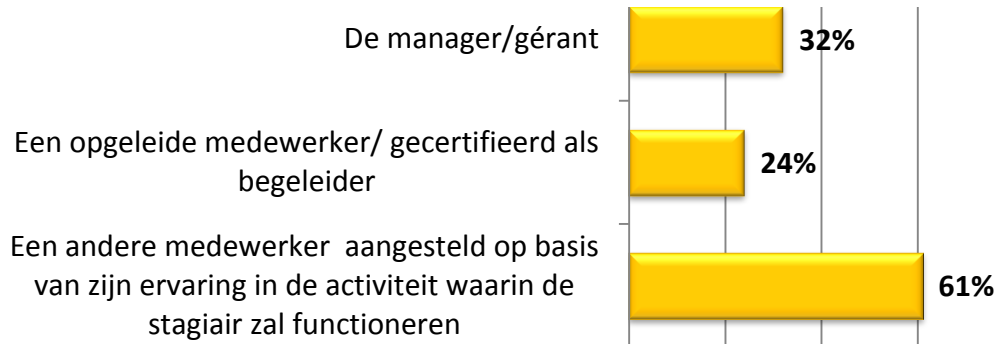 De manager/gérant
32%
Een opgeleide medewerker/ gecertifieerd als
begeleider
24%
Een andere medewerker aangesteld op basis
van zijn ervaring in de activiteit waarin de
stagiair zal functioneren
61%